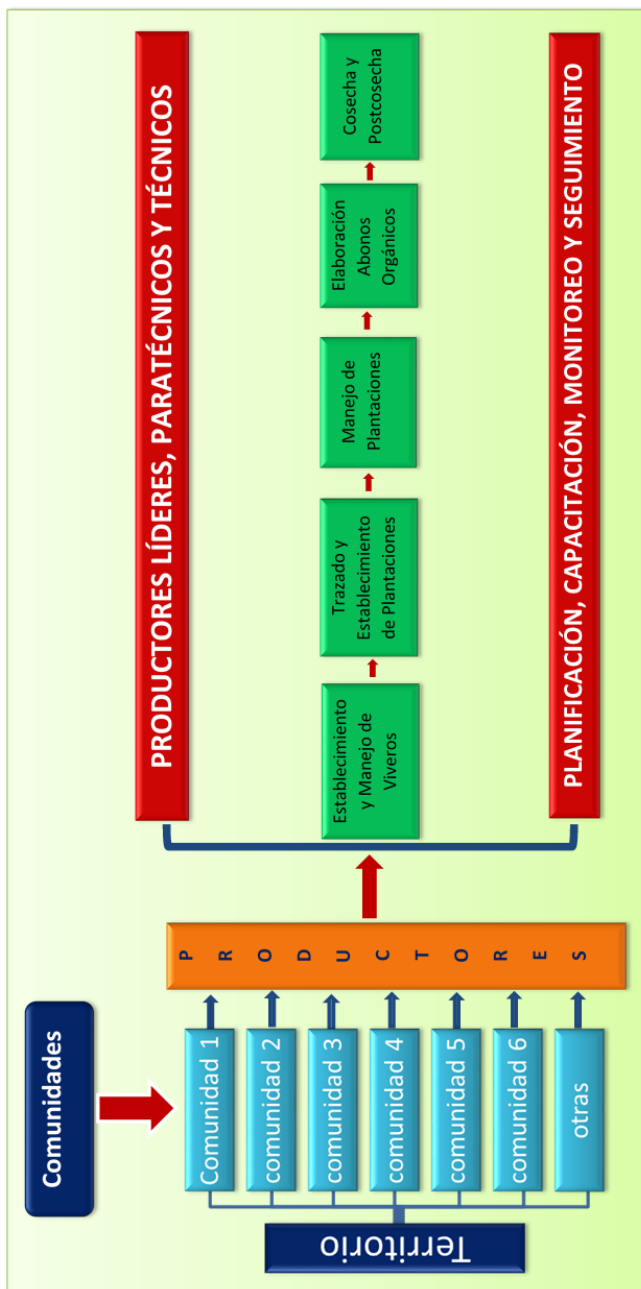 Comunidades
Territorio
Comunidad 1
comunidad 2
comunidad 3
comunidad 4
comunidad 5
comunidad 6
otras
P
R
O
D
U
C
T
O
R
E
S
PRODUCTORES LÍDERES, PARATÉCNICOS Y TÉCNICOS
Establecimiento
y Manejo de
Viveros
Trazado y
Establecimiento
de Plantaciones
Manejo de
Plantaciones
Elaboración
Abonos
Orgánicos
Cosecha y
Postcosecha
PLANIFICACIÓN, CAPACITACIÓN, MONITOREO Y SEGUIMIENTO